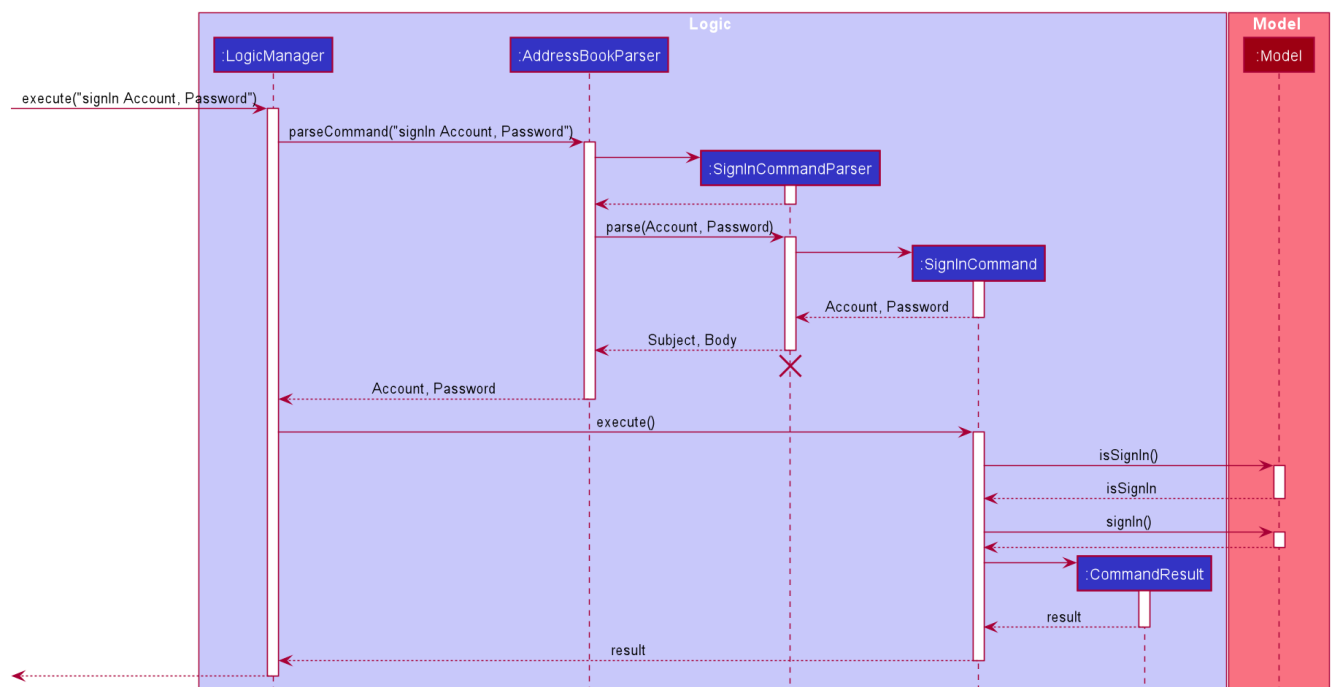 Logic
Model
:LogicManager
:AddressBookParser
:Model
execute("signIn Account, Password")
parseCommand("signIn Account, Password")
:SignInCommandParser
parse(Account, Password)
:SignInCommand
Account, Password
Subject, Body
Account, Password
execute()
isSignIn()
isSignIn
signIn()
:CommandResult
result
result